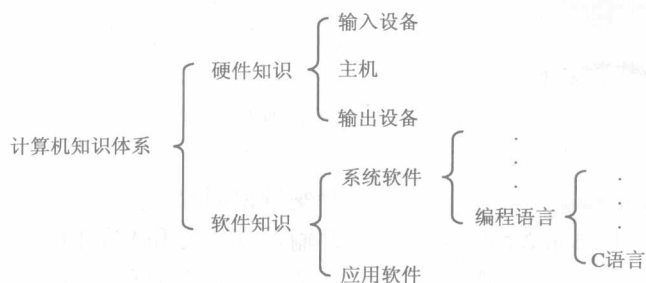 输入设备
硬件知识
主机
输出设备
计算机知识体系
系统软件
软件知识
编程语言
应用软件
C语言